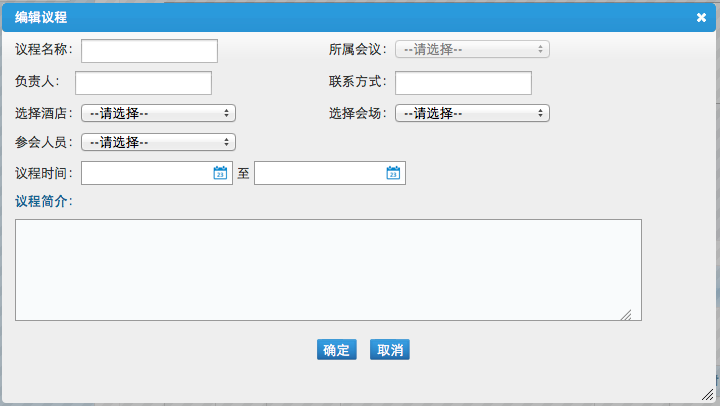 编辑议程
议程名称： 所属会议： --请选择--
负责人： 联系方式：
选择酒店： --请选择-- 选择会场： --请选择--
参会人员： --请选择--
议程时间： 23 至 23
议程简介：
确定 取消